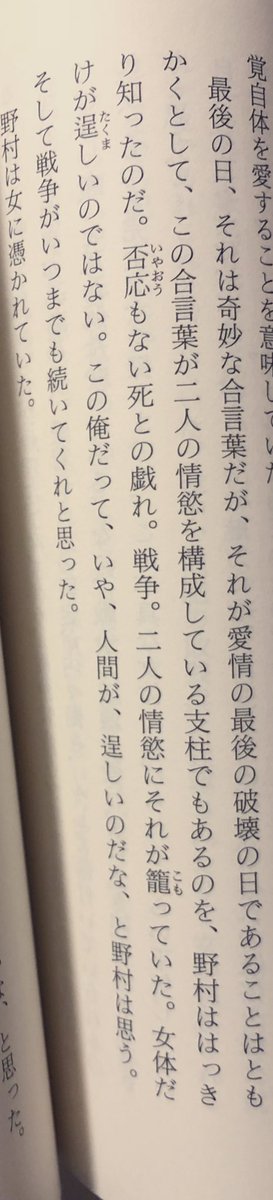 覚自体を愛することを意味していた
最後の日、それは奇妙な合言葉だが、それが愛情の最後の破壊の日であることはとも
かくとして、この合言葉が二人の情慾を構成している支柱でもあるのを、野村ははっき
り知ったのだ。否応もない死との戯れ。戦争。二人の情慾にそれが籠っていた。女体だ
けが逞しいのではない。この俺だって、いや、人間が、逞しいのだな、と野村は思う。
そして戦争がいつまでも続いてくれと思った。
野村は女に憑かれていた。
と思った。